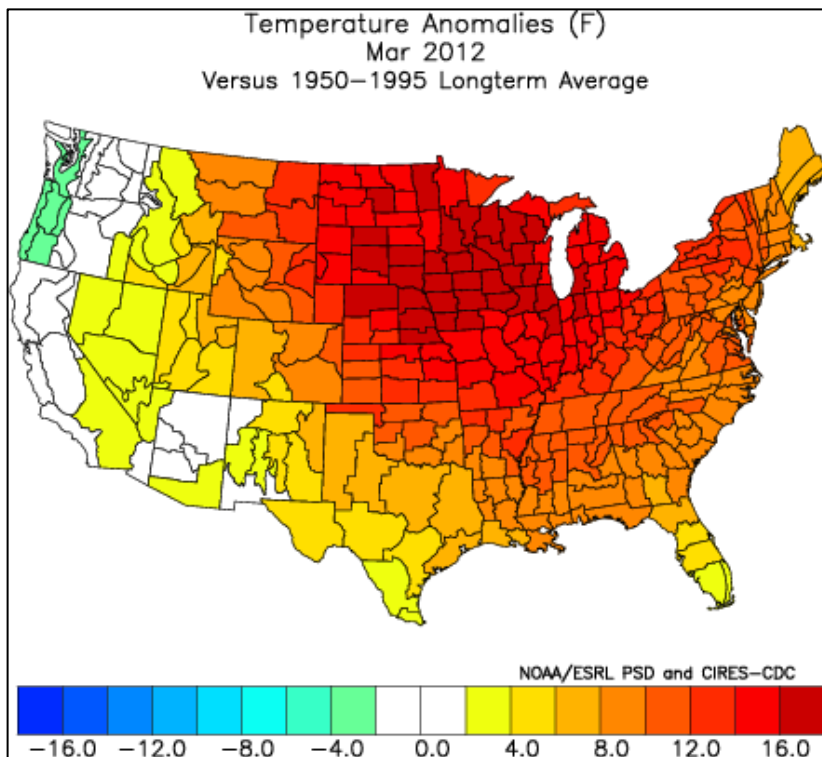 Temperature Anomalies (F)
Mar 2012
Versus 1950-1995 Longterm Average
NOAA/ESRL PSD and CIRES-CDC
-16.0 -12.0 -8.0 -4.0 0.0 4.0 8.0 12.0 16.0